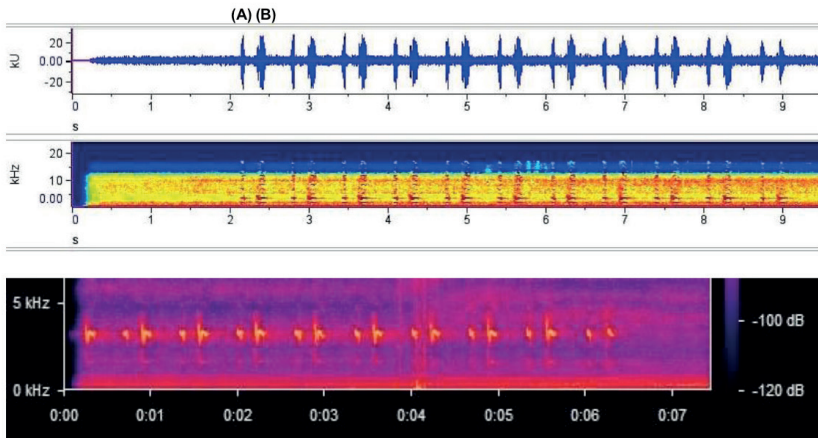 (A) (B)
20
kU
0.00
-20
0 1 2 3 4 5 6 7 8 9
s
20
kHz
10
0.00
0 1 2 3 4 5 6 7 8 9
s
5 kHz
-100 dB
0 kHz
-120 dB
0:00 0:01 0:02 0:03 0:04 0:05 0:06 0:07